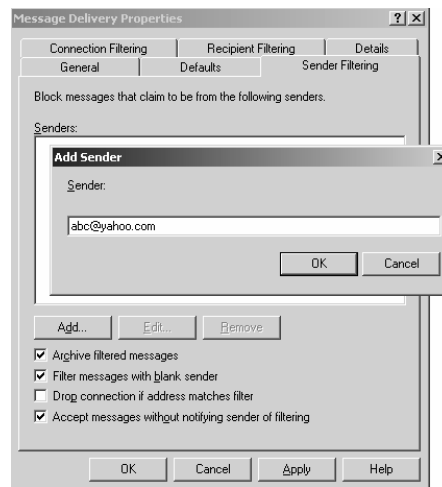 Message Delivery Properties
Connection Filtering
Recipient Filtering
Details
General
Defaults
Sender Filtering
Block messages that claim to be from the following senders.
Senders:
Add Sender
Sender:
abc@yahoo.com
OK
Cancel
Add...
Edit...
Remove
Archive filtered messages
Filter messages with blank sender
Drop connection if address matches filter
Accept messages without notifying sender of filtering
OK
Cancel
Apply
Help